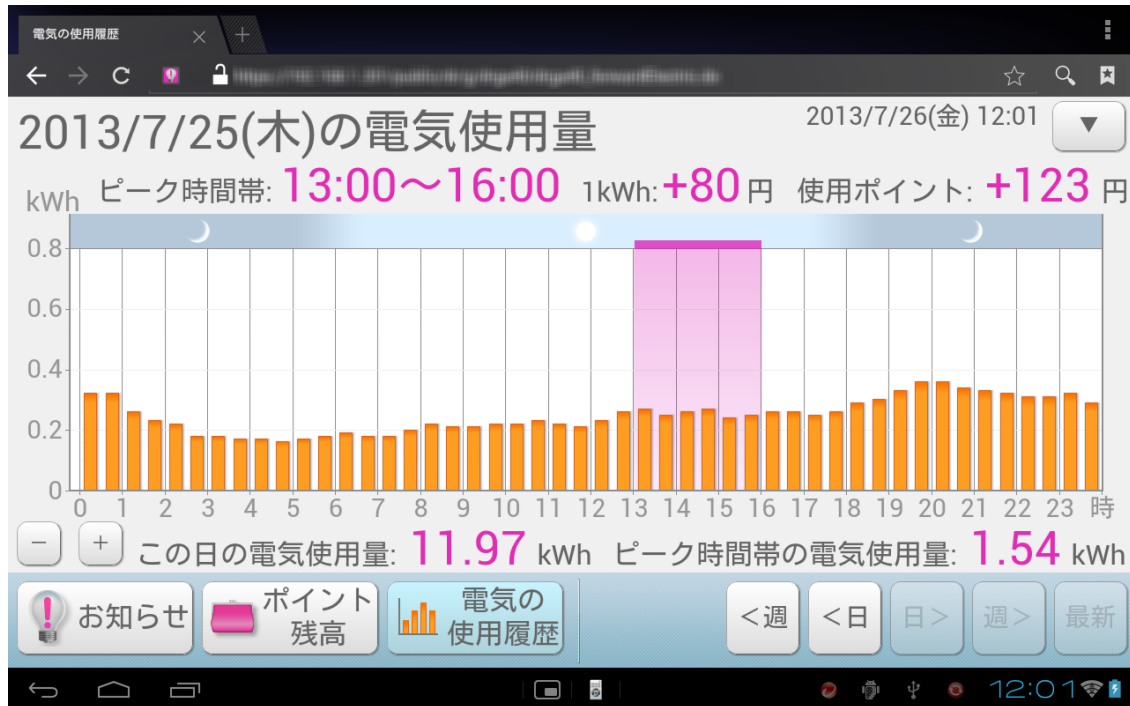 電気の使用履歴
2013/7/25(木)の電気使用量
2013/7/26(金) 12:01
▼
kWh
ピーク時間帯: 13:00～16:00 1kWh:+80 円 使用ポイント: +123 円
0.8
0.6
0.4
0.2
0
0 1 2 3 4 5 6 7 8 9 10 11 12 13 14 15 16 17 18 19 20 21 22 23 時
− + この日の電気使用量: 11.97 kWh ピーク時間帯の電気使用量: 1.54 kWh
お知らせ
ポイント
残高
電気の
使用履歴
<週
<日
日>
週>
最新
12:01